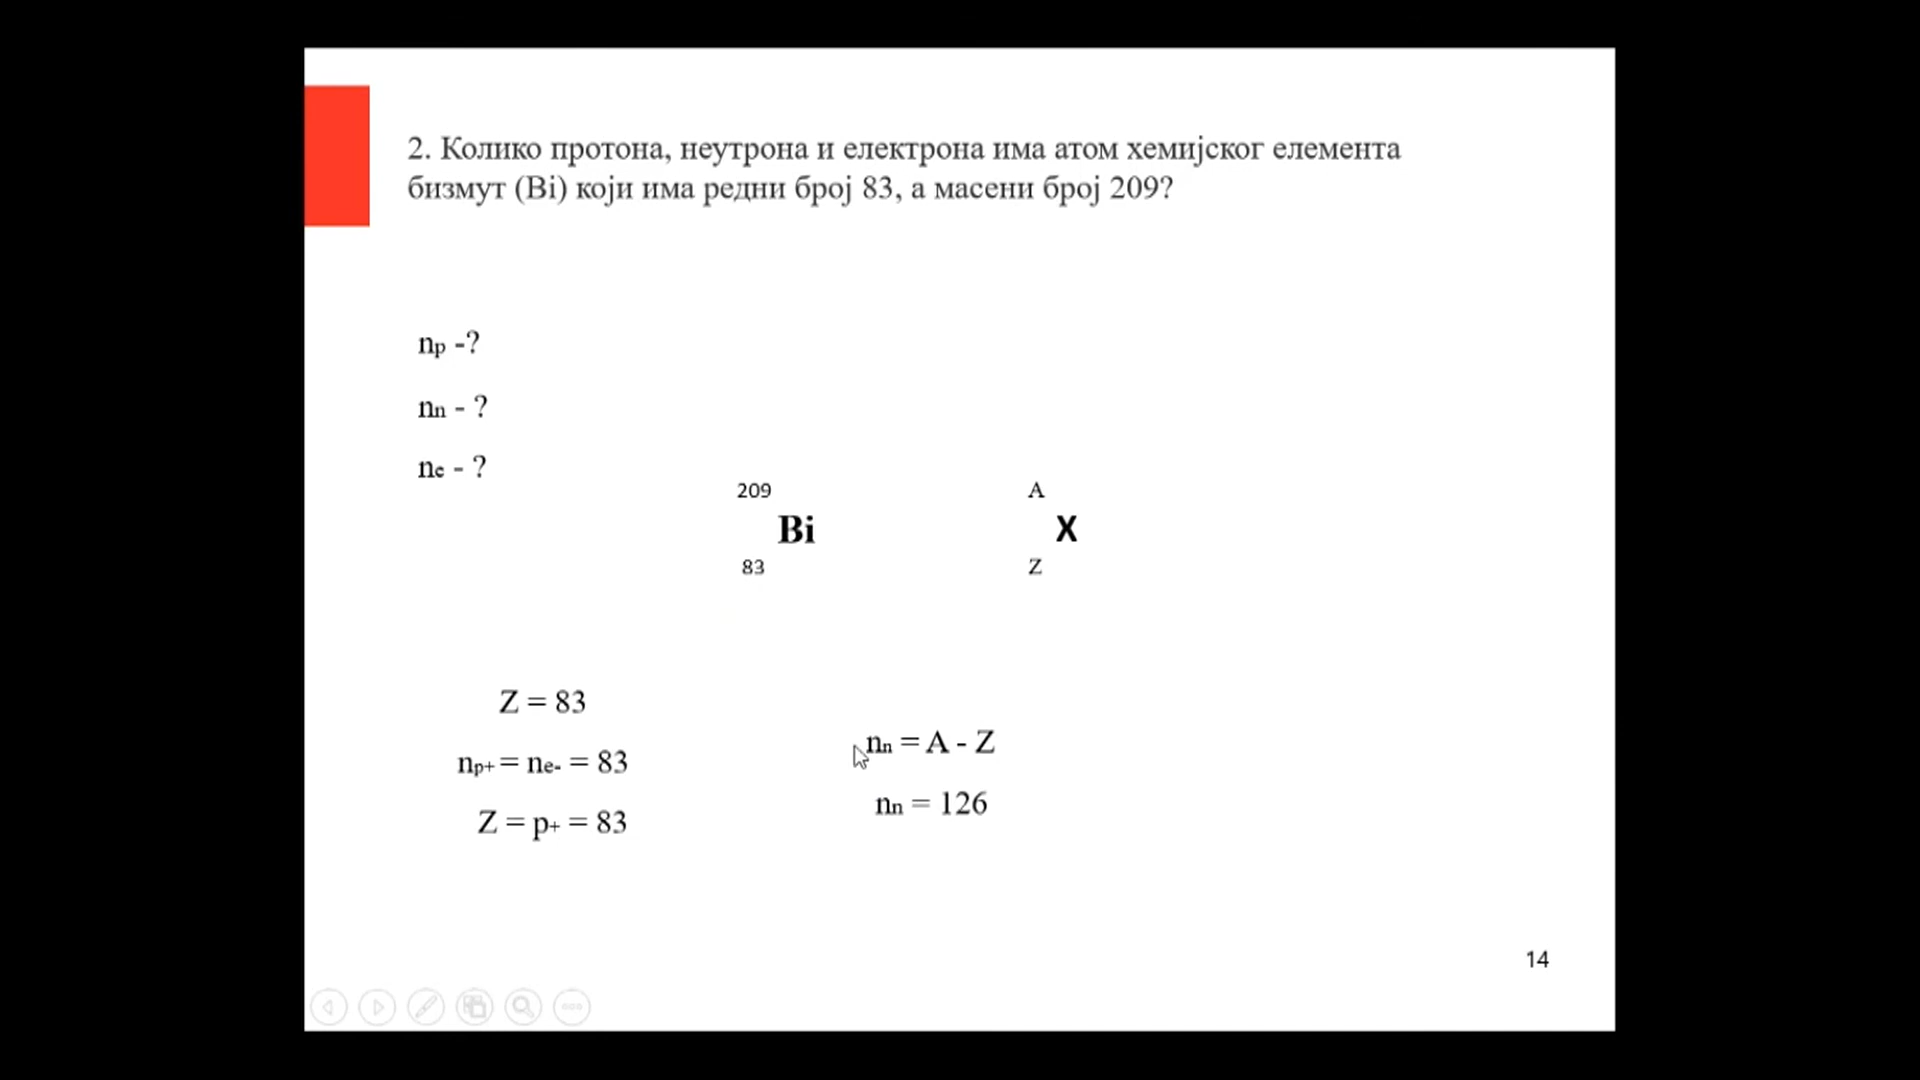 2. Колико протона, неутрона и електрона има атом хемијског елемента
бизмут (Bi) који има редни број 83, а масени број 209?
np -?
nn - ?
ne - ?
209
Bi
83
A
X
Z
Z = 83
np+ = ne- = 83
Z = p+ = 83
nn = A - Z
nn = 126
14